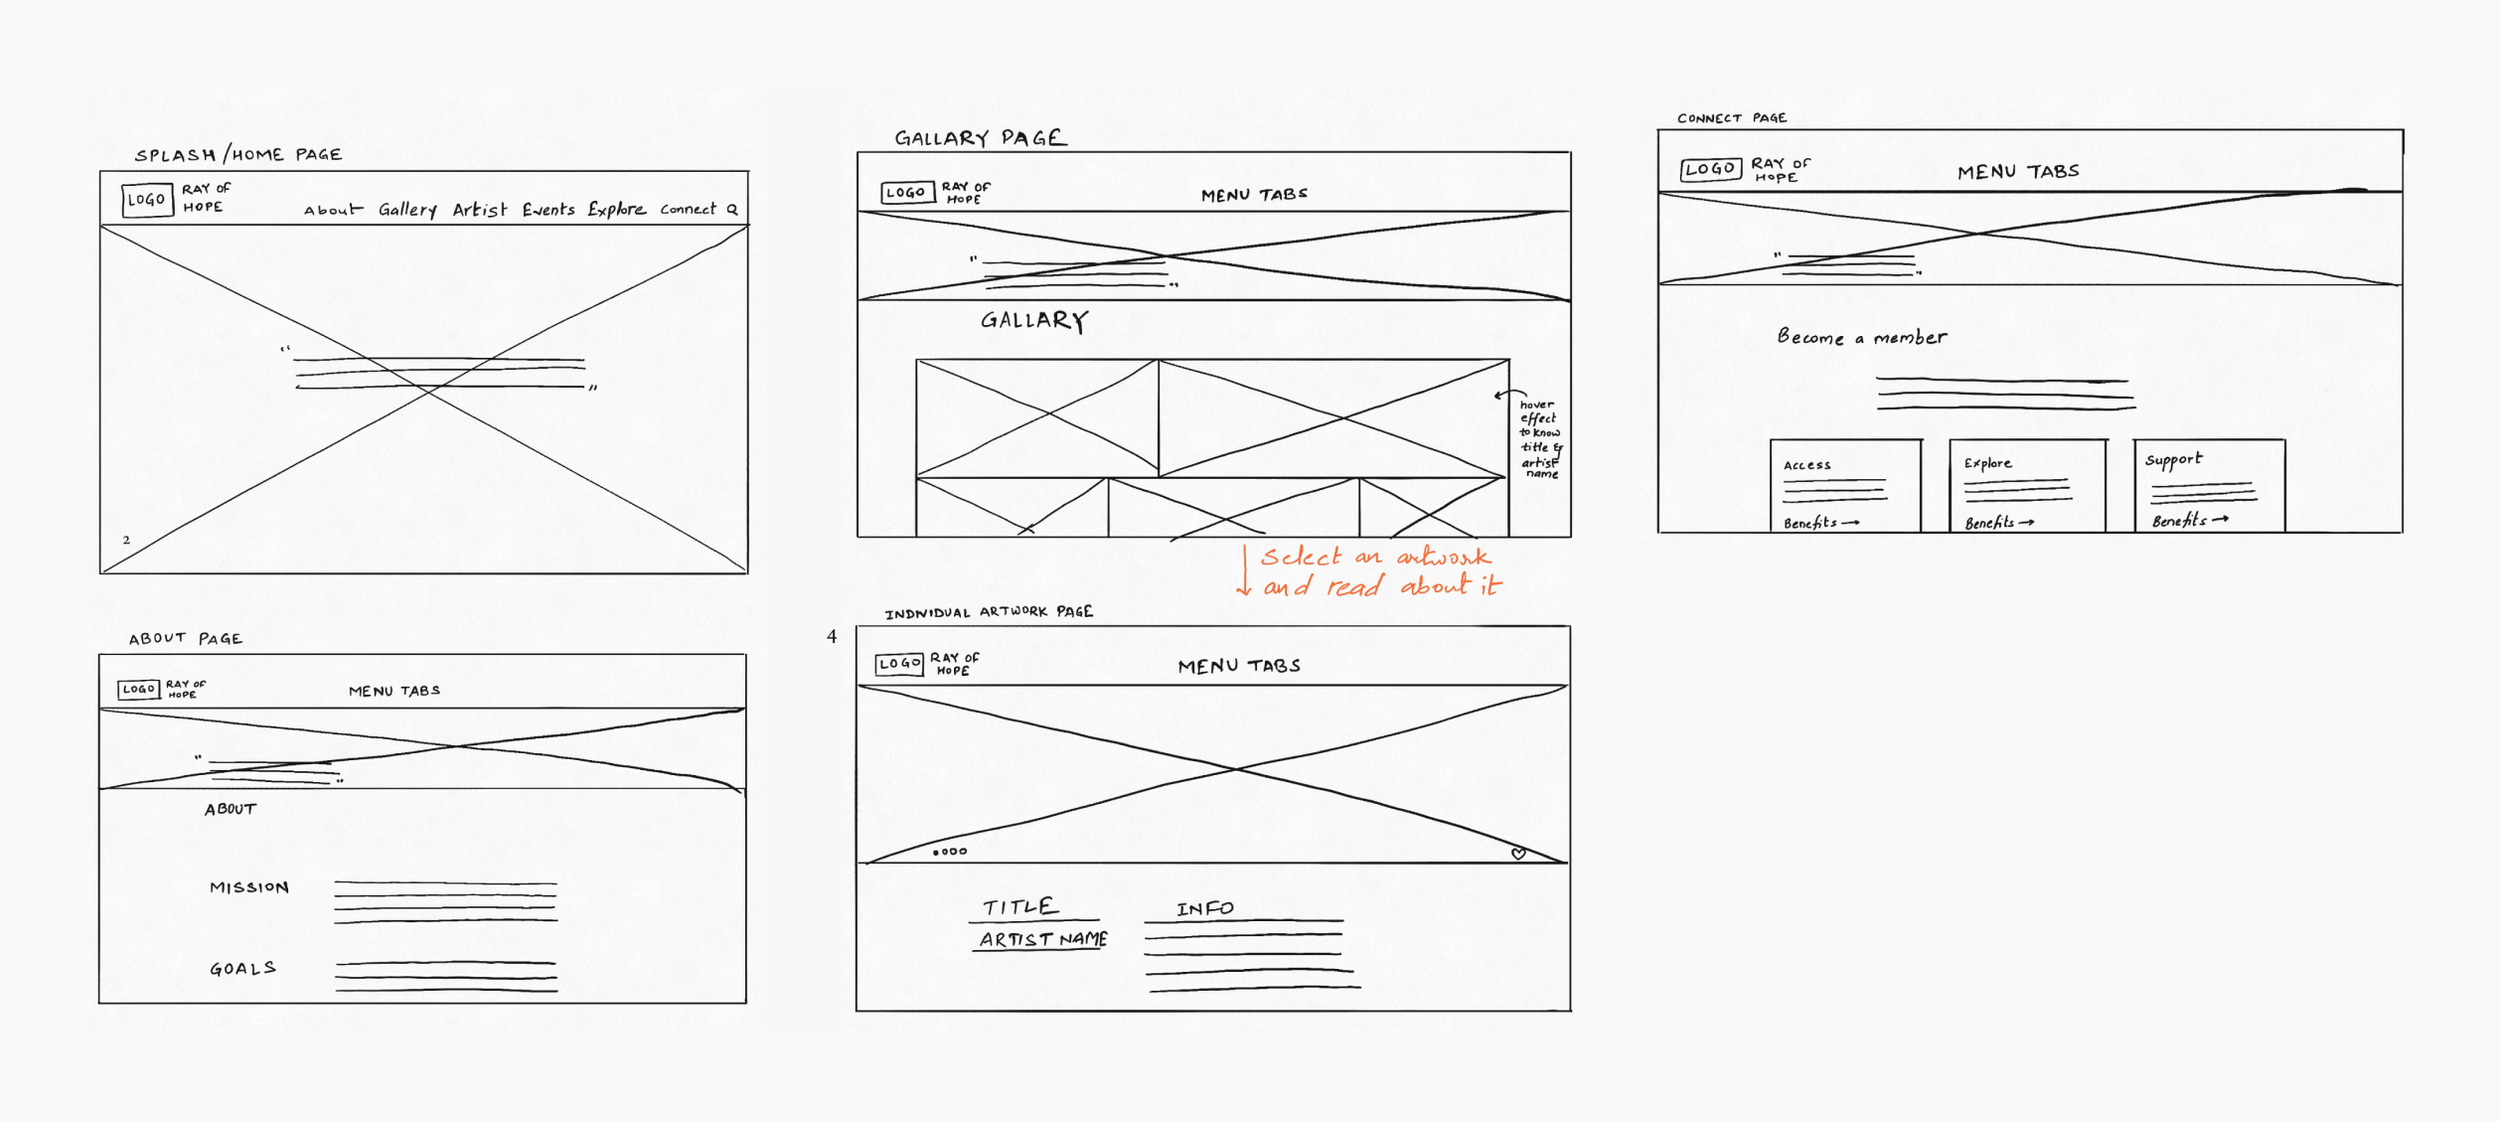 SPLASH/HOME PAGE
LOGO
RAY OF
HOPE
About Gallery Artist Events Explore Connect
“
”
2
ABOUT PAGE
LOGO
RAY OF
HOPE
MENU TABS
“
”
ABOUT
MISSION
GOALS
GALLARY PAGE
LOGO
RAY OF
HOPE
MENU TABS
“
”
GALLARY
hover
effect
to know
title &
artist
name
Select an artwork
and read about it
INDIVIDUAL ARTWORK PAGE
4
LOGO
RAY OF
HOPE
MENU TABS
TITLE
ARTIST NAME
INFO
CONNECT PAGE
LOGO
RAY OF
HOPE
MENU TABS
“
”
Become a member
Access
Benefits →
Explore
Benefits →
Support
Benefits →